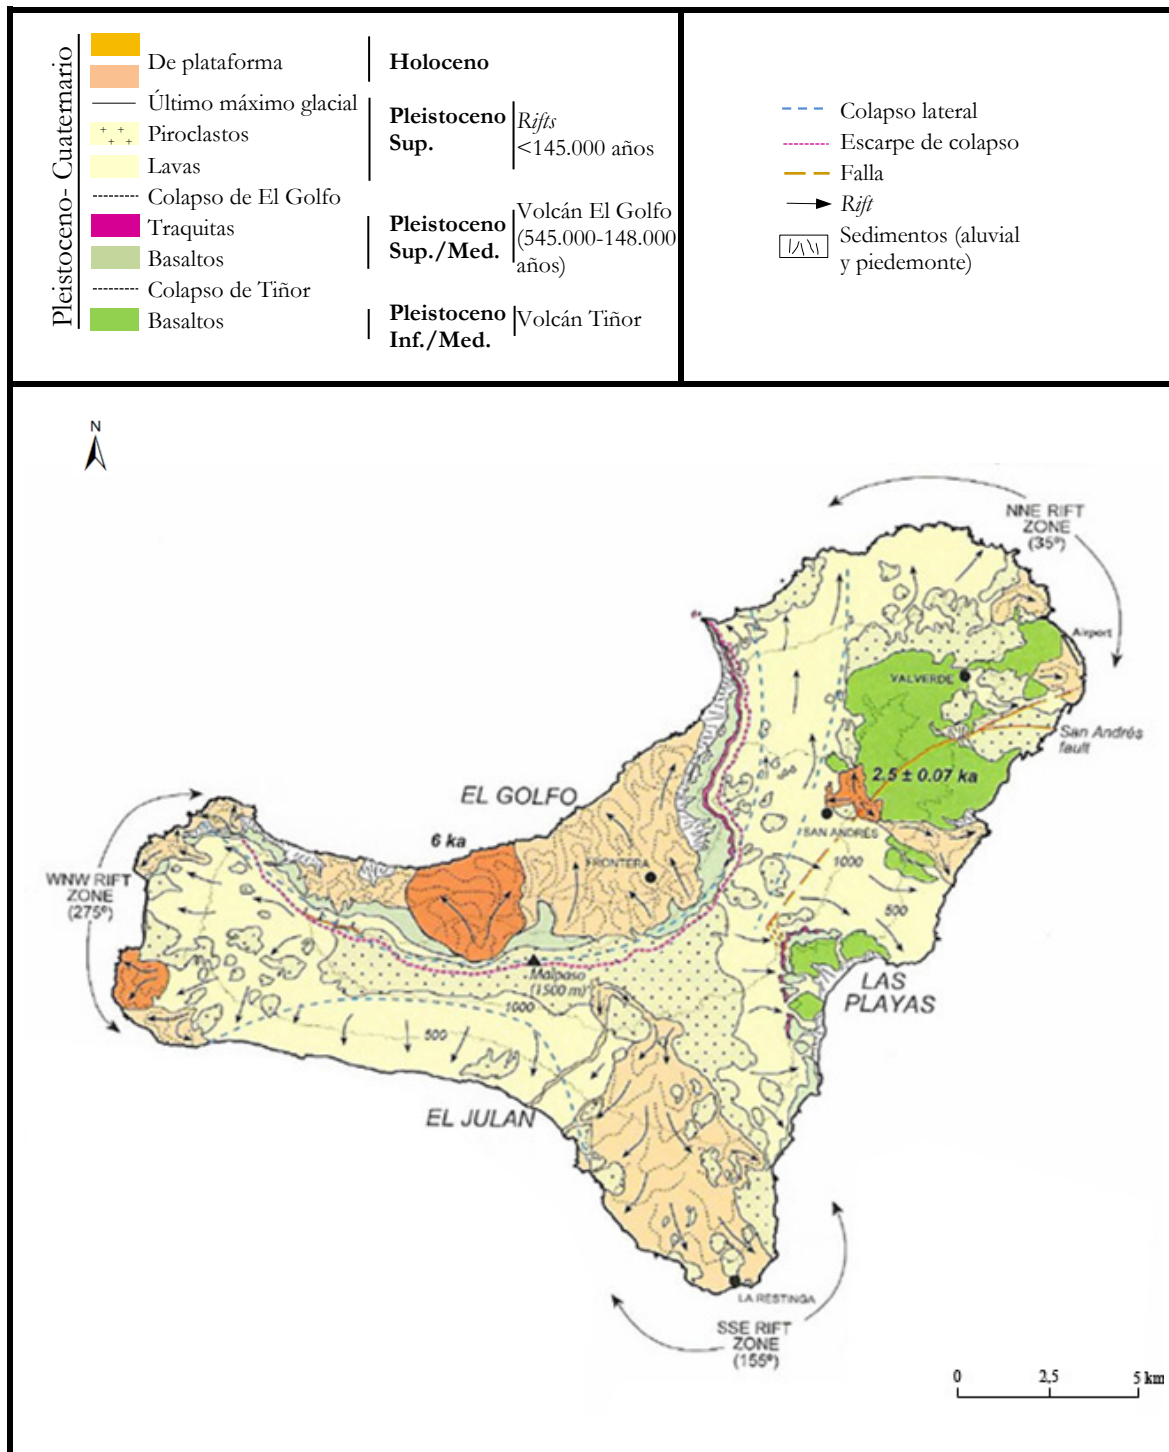 Pleistoceno- Cuaternario
De plataforma
Holoceno
Último máximo glacial
Piroclastos
Lavas
Pleistoceno
Sup.
Rifts
<145.000 años
Colapso de El Golfo
Traquitas
Basaltos
Pleistoceno
Sup./Med.
Volcán El Golfo
(545.000-148.000
años)
Colapso de Tiñor
Basaltos
Pleistoceno
Inf./Med.
Volcán Tiñor
Colapso lateral
Escarpe de colapso
Falla
Rift
Sedimentos (aluvial
y piedemonte)
N
NNE RIFT
ZONE
(35º)
Airport
VALVERDE
San Andrés
fault
2.5 ± 0.07 ka
EL GOLFO
SAN ANDRÉS
6 ka
FRONTERA
1000
WNW RIFT
ZONE
(275º)
500
Malpaso
(1500 m)
LAS
PLAYAS
1000
500
EL JULAN
LA RESTINGA
SSE RIFT
ZONE
(155º)
0 2,5 5 km